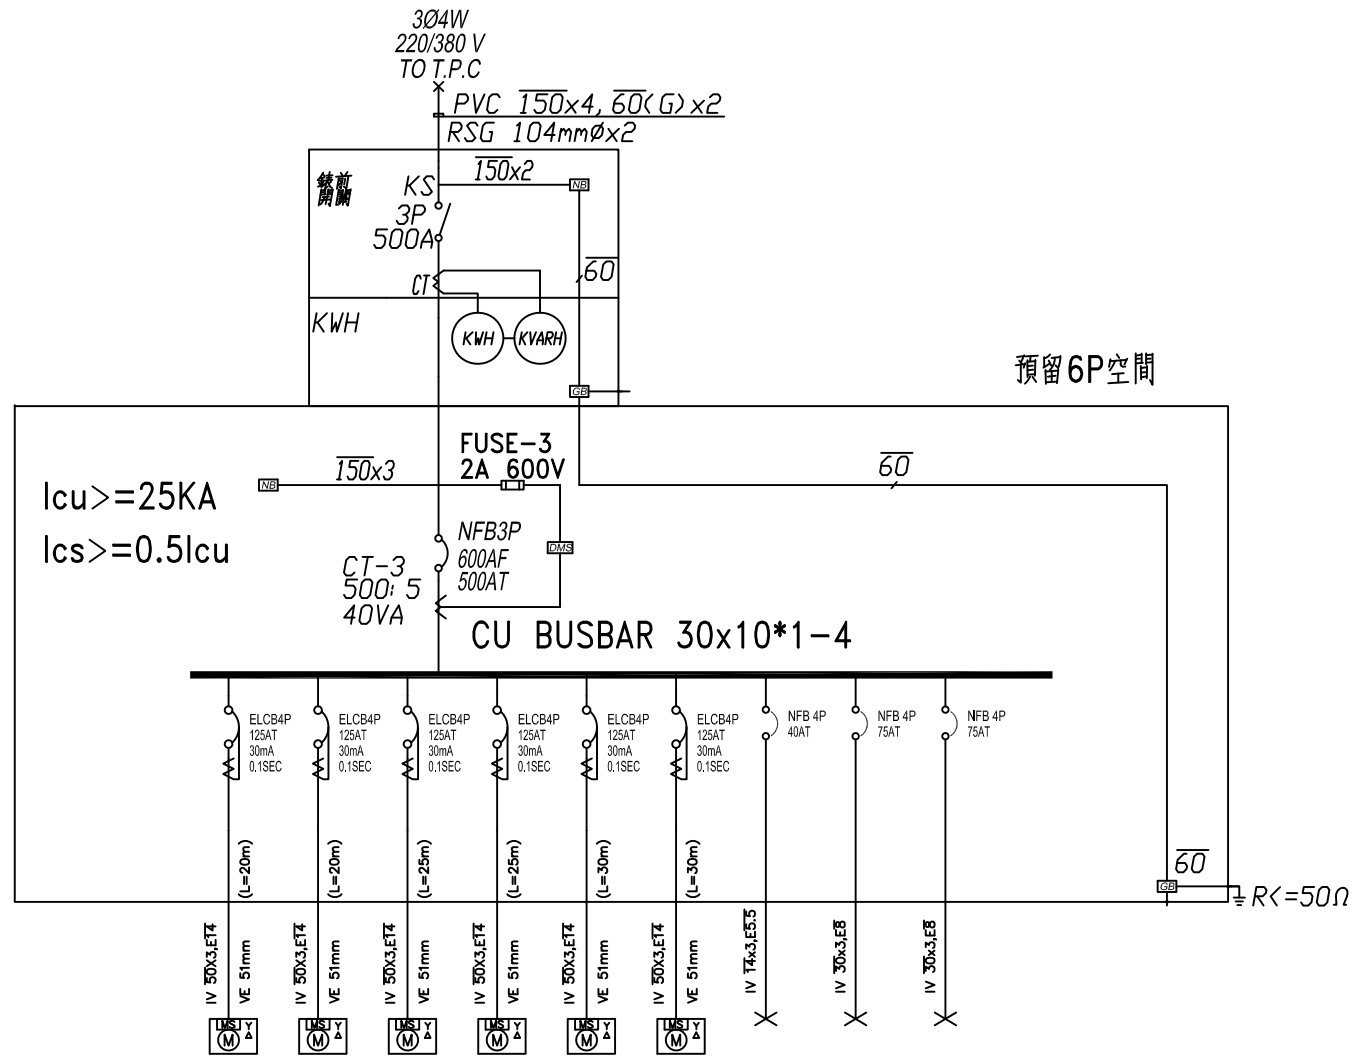 3Ø4W
220/380 V
TO T.P.C
PVC 150x4, 60(G) x2
RSG 104mmØx2
錶前
開關
KS
150x2
NB
3P
500A
CT
60
KWH
KWH
KVARH
GB
預留6P空間
Icu>=25KA
Ics>=0.5Icu
NB
150x3
FUSE-3
2A 600V
60
NFB3P
600AF
500AT
DMS
CT-3
500: 5
40VA
CU BUSBAR 30x10*1-4
ELCB4P
125AT
30mA
0.1SEC
ELCB4P
125AT
30mA
0.1SEC
ELCB4P
125AT
30mA
0.1SEC
ELCB4P
125AT
30mA
0.1SEC
ELCB4P
125AT
30mA
0.1SEC
ELCB4P
125AT
30mA
0.1SEC
NFB 4P
40AT
NFB 4P
75AT
NFB 4P
75AT
(L=20m)
(L=20m)
(L=25m)
(L=25m)
(L=30m)
(L=30m)
60
GB
R<=50Ω
IV 50X3,E14
VE 51mm
IV 50X3,E14
VE 51mm
IV 50X3,E14
VE 51mm
IV 50X3,E14
VE 51mm
IV 50X3,E14
VE 51mm
IV 50X3,E14
VE 51mm
IV 14x3,E5.5
IV 30x3,E8
IV 30x3,E8
MS
M
Y
Δ
MS
M
Y
Δ
MS
M
Y
Δ
MS
M
Y
Δ
MS
M
Y
Δ
MS
M
Y
Δ